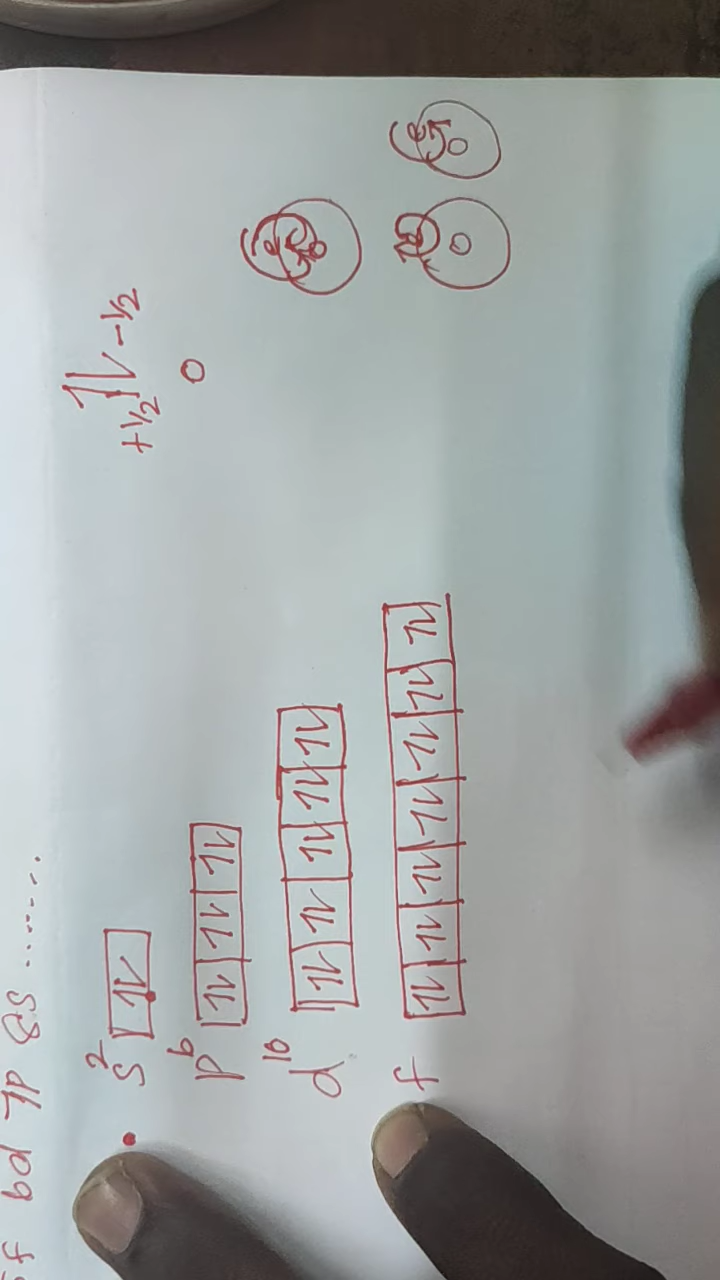 6d 7p 8s .......
s² ⇅
p⁶ ⇅ ⇅ ⇅
d¹⁰ ⇅ ⇅ ⇅ ⇅ ⇅
f ⇅ ⇅ ⇅ ⇅ ⇅ ⇅ ⇅
+1/2 ⇅ -1/2